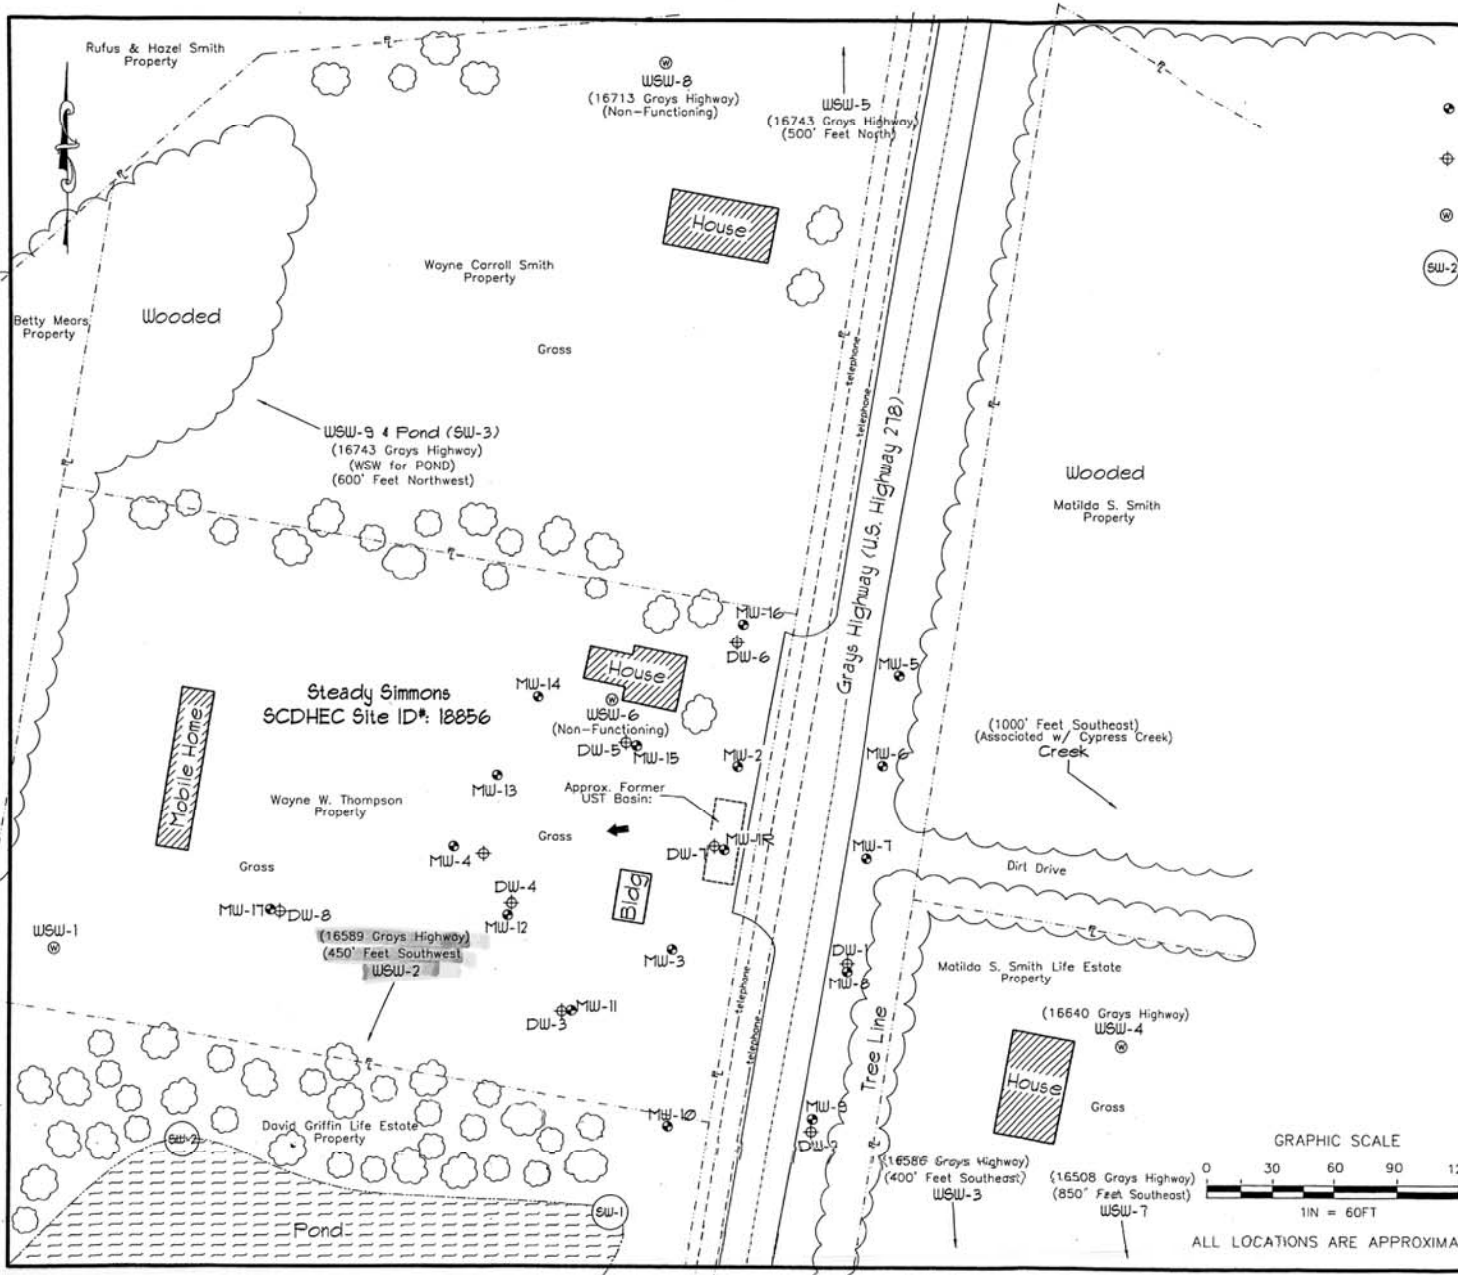 Rufus & Hazel Smith
Property
WSW-8
(16713 Grays Highway)
(Non-Functioning)
WSW-5
(16743 Grays Highway)
(500' Feet North)
House
Wayne Carroll Smith
Property
SW-2
Betty Mears
Property
Wooded
Grass
telephone
telephone
WSW-9 & Pond (SW-3)
(16743 Grays Highway)
(WSW for POND)
(600' Feet Northwest)
Grays Highway (U.S. Highway 278)
Wooded
Matilda S. Smith
Property
MW-16
DW-6
House
MW-5
Steady Simmons
SCDHEC Site ID#: 18856
MW-14
WSW-6
(Non-Functioning)
DW-5
MW-15
MW-2
MW-6
(1000' Feet Southeast)
(Associated w/ Cypress Creek)
Creek
Mobile Home
MW-13
Approx. Former
UST Basin:
Wayne W. Thompson
Property
Grass
MW-4
DW-7
MW-1R
MW-7
Dirt Drive
Grass
Bldg
DW-4
MW-12
MW-17
DW-8
WSW-1
(16589 Grays Highway)
(450' Feet Southwest
WSW-2
MW-3
DW-1
MW-8
Matilda S. Smith Life Estate
Property
telephone
telephone
DW-3
MW-11
(16640 Grays Highway)
WSW-4
Tree Line
House
Grass
MW-10
David Griffin Life Estate
Property
SW-2
SW-1
Pond
(16586 Grays Highway)
(400' Feet Southeast)
WSW-3
(16508 Grays Highway)
(850' Feet Southeast)
WSW-7
GRAPHIC SCALE
0 30 60 90
1IN = 60FT
ALL LOCATIONS ARE